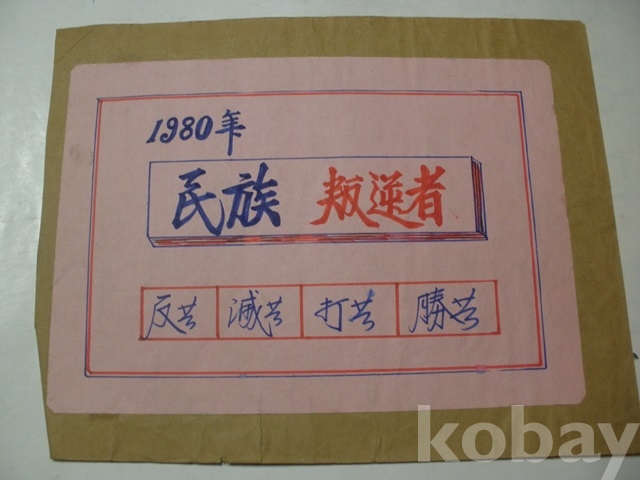 1980年
民族 叛逆者
反共 滅共 打共 勝共
kobay